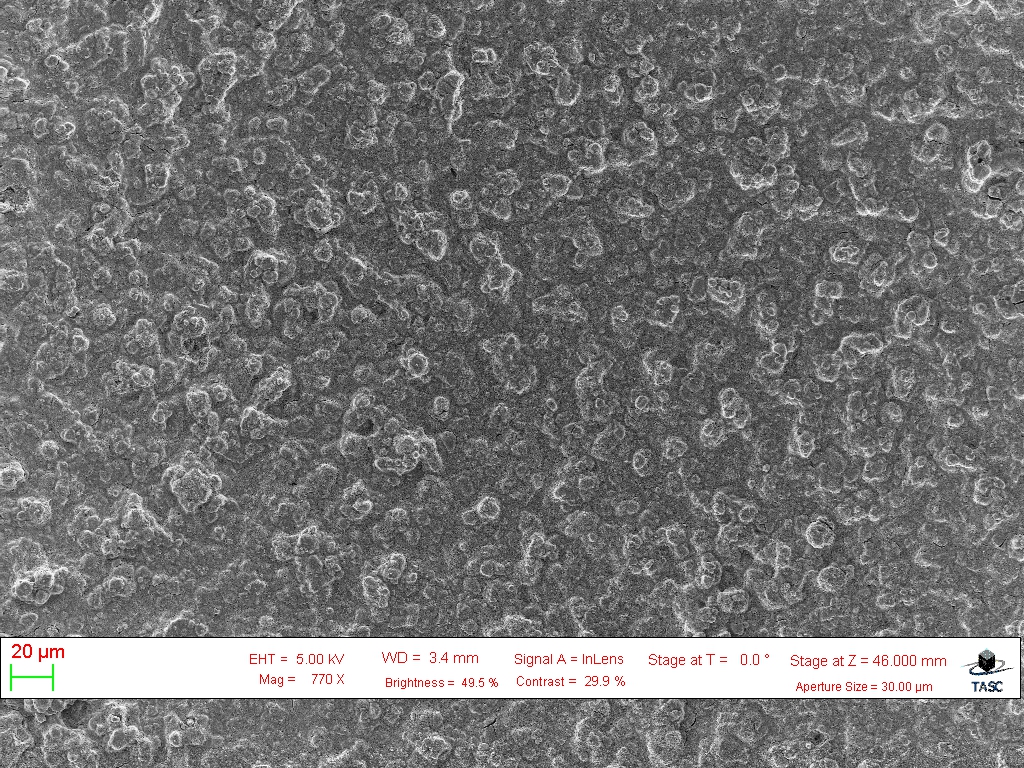 20 µm
EHT = 5.00 kV WD = 3.4 mm Signal A = InLens Stage at T = 0.0 ° Stage at Z = 46.000 mm
Mag = 770 X Brightness = 49.5 % Contrast = 29.9 % Aperture Size = 30.00 µm
TASC